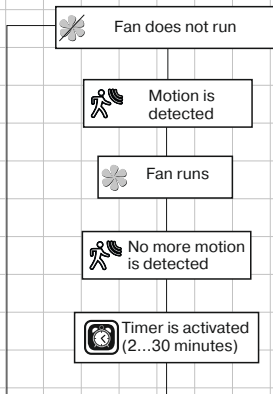 Fan does not run
Motion is
detected
Fan runs
No more motion
is detected
Timer is activated
(2...30 minutes)